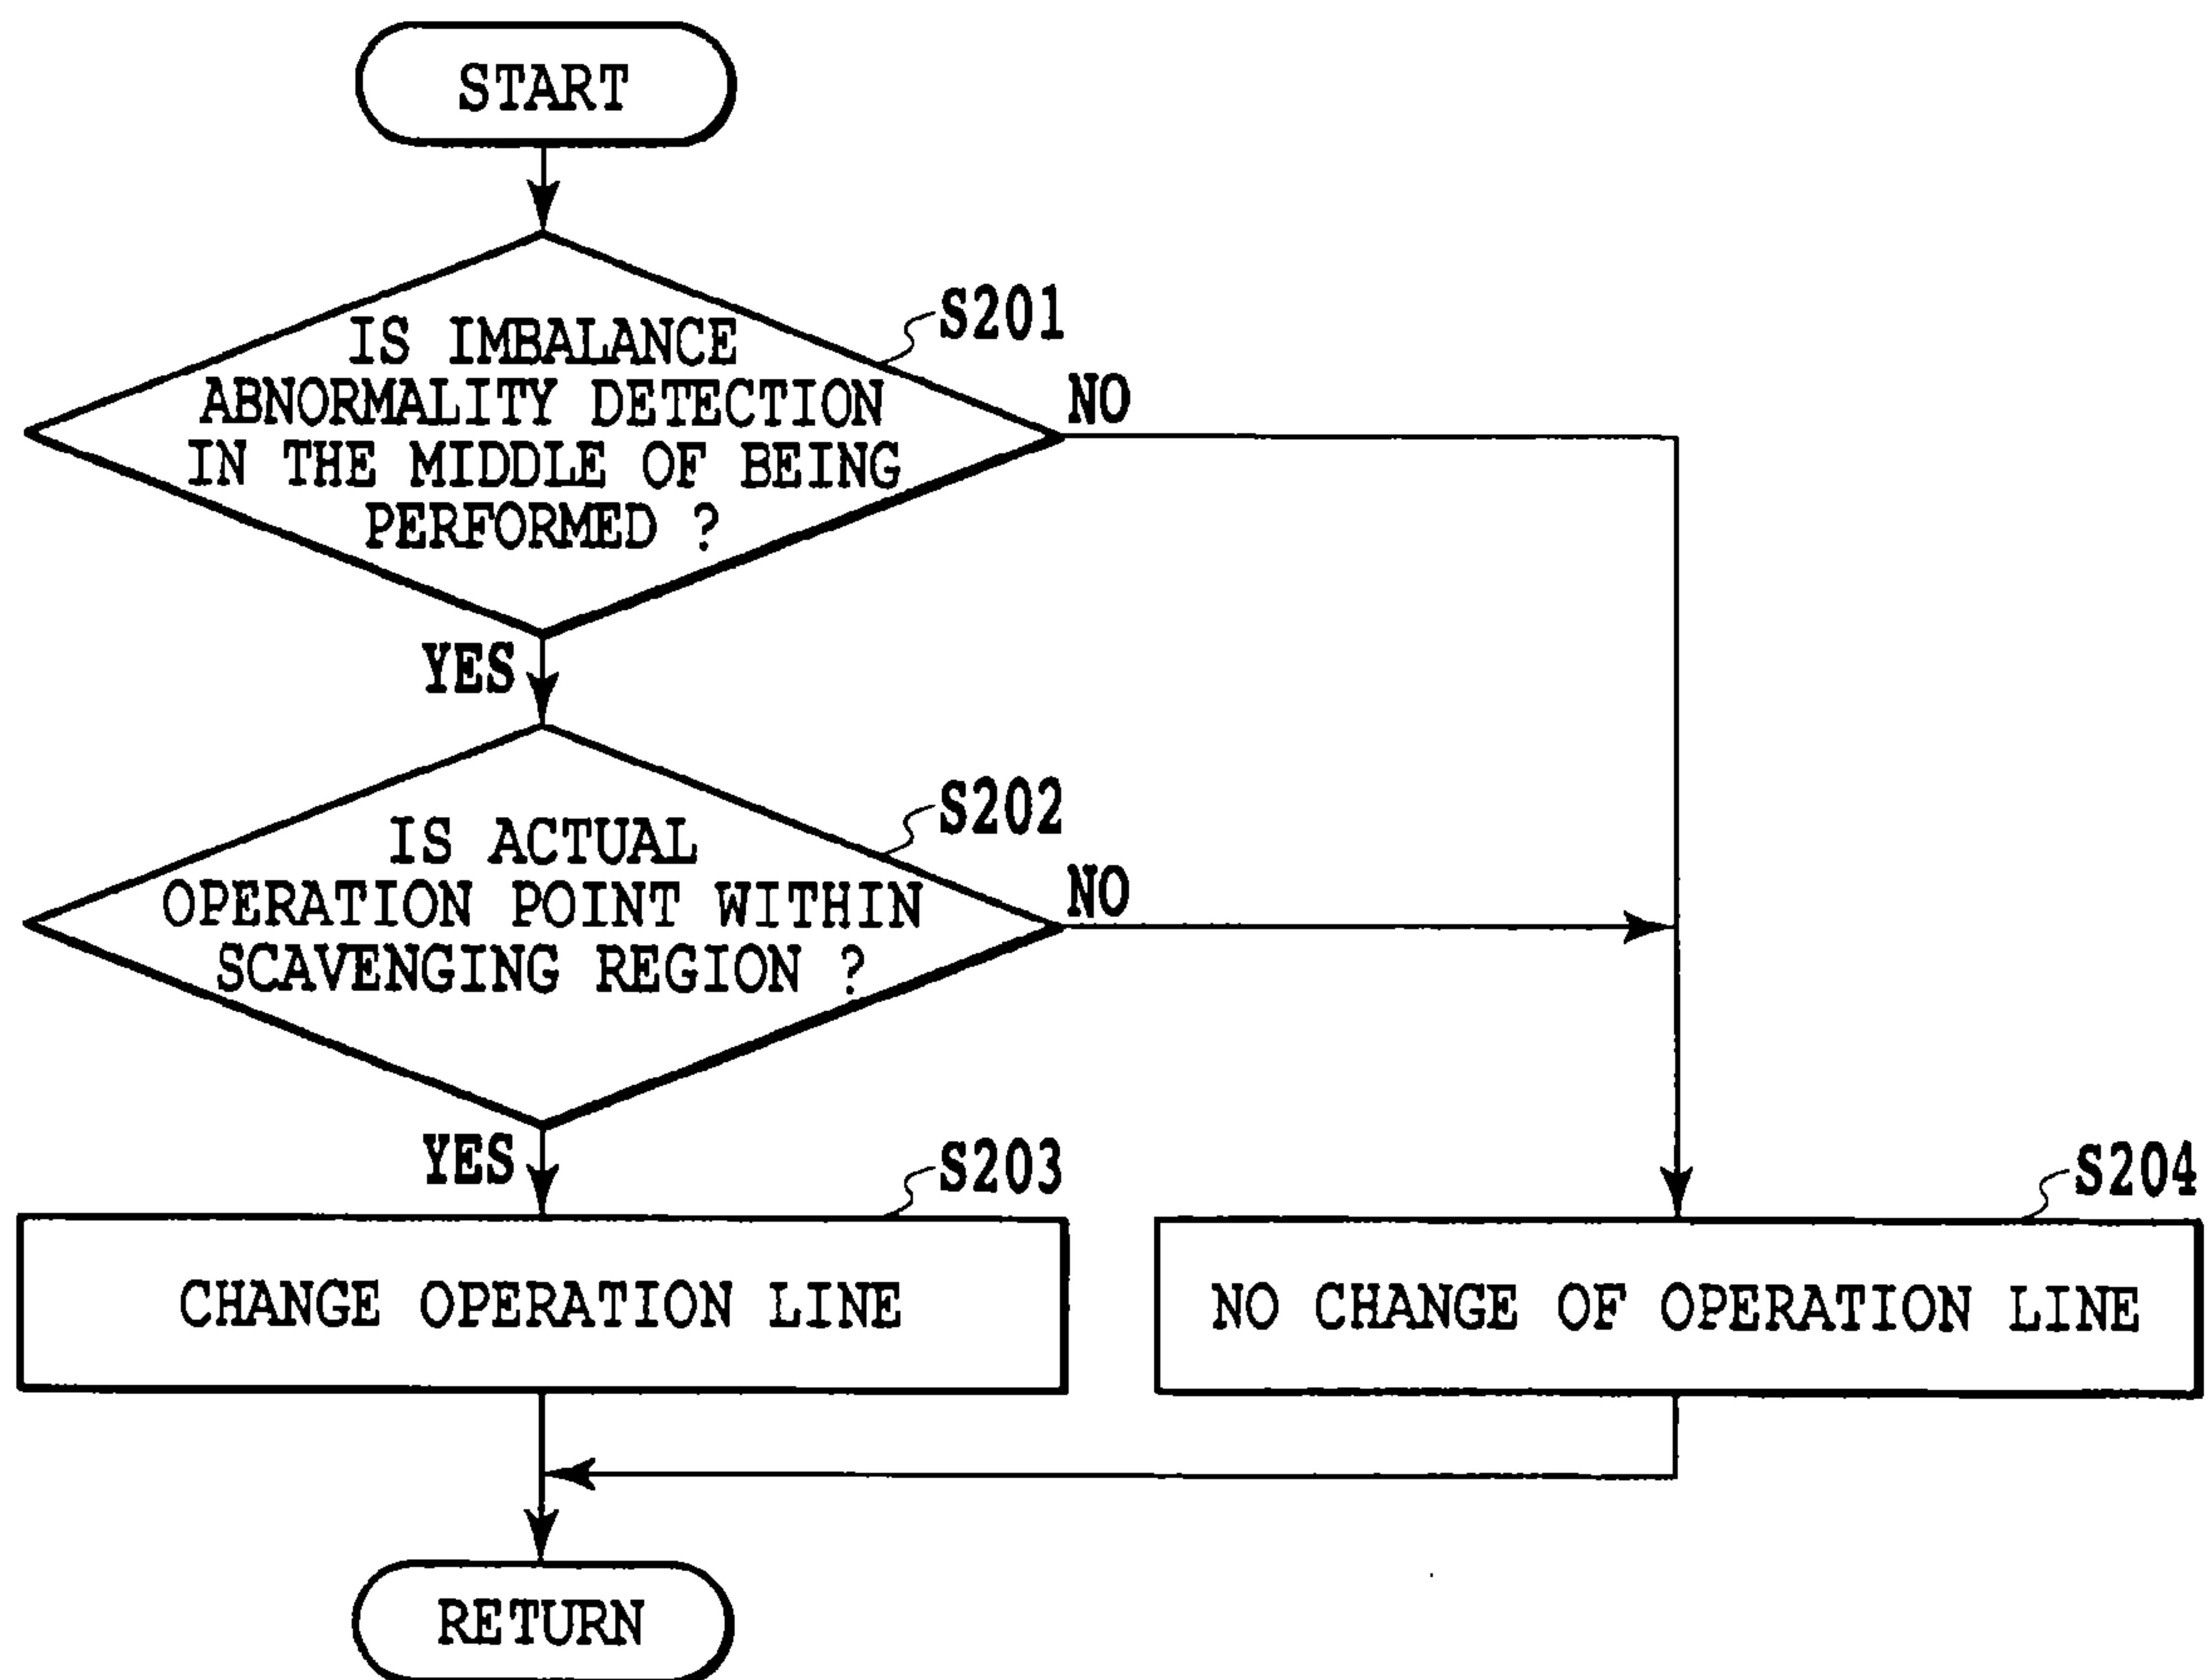 START
S201
IS IMBALANCE
ABNORMALITY DETECTION
IN THE MIDDLE OF BEING
PERFORMED ?
NO
YES
S202
IS ACTUAL
OPERATION POINT WITHIN
SCAVENGING REGION ?
NO
YES
S203
CHANGE OPERATION LINE
S204
NO CHANGE OF OPERATION LINE
RETURN